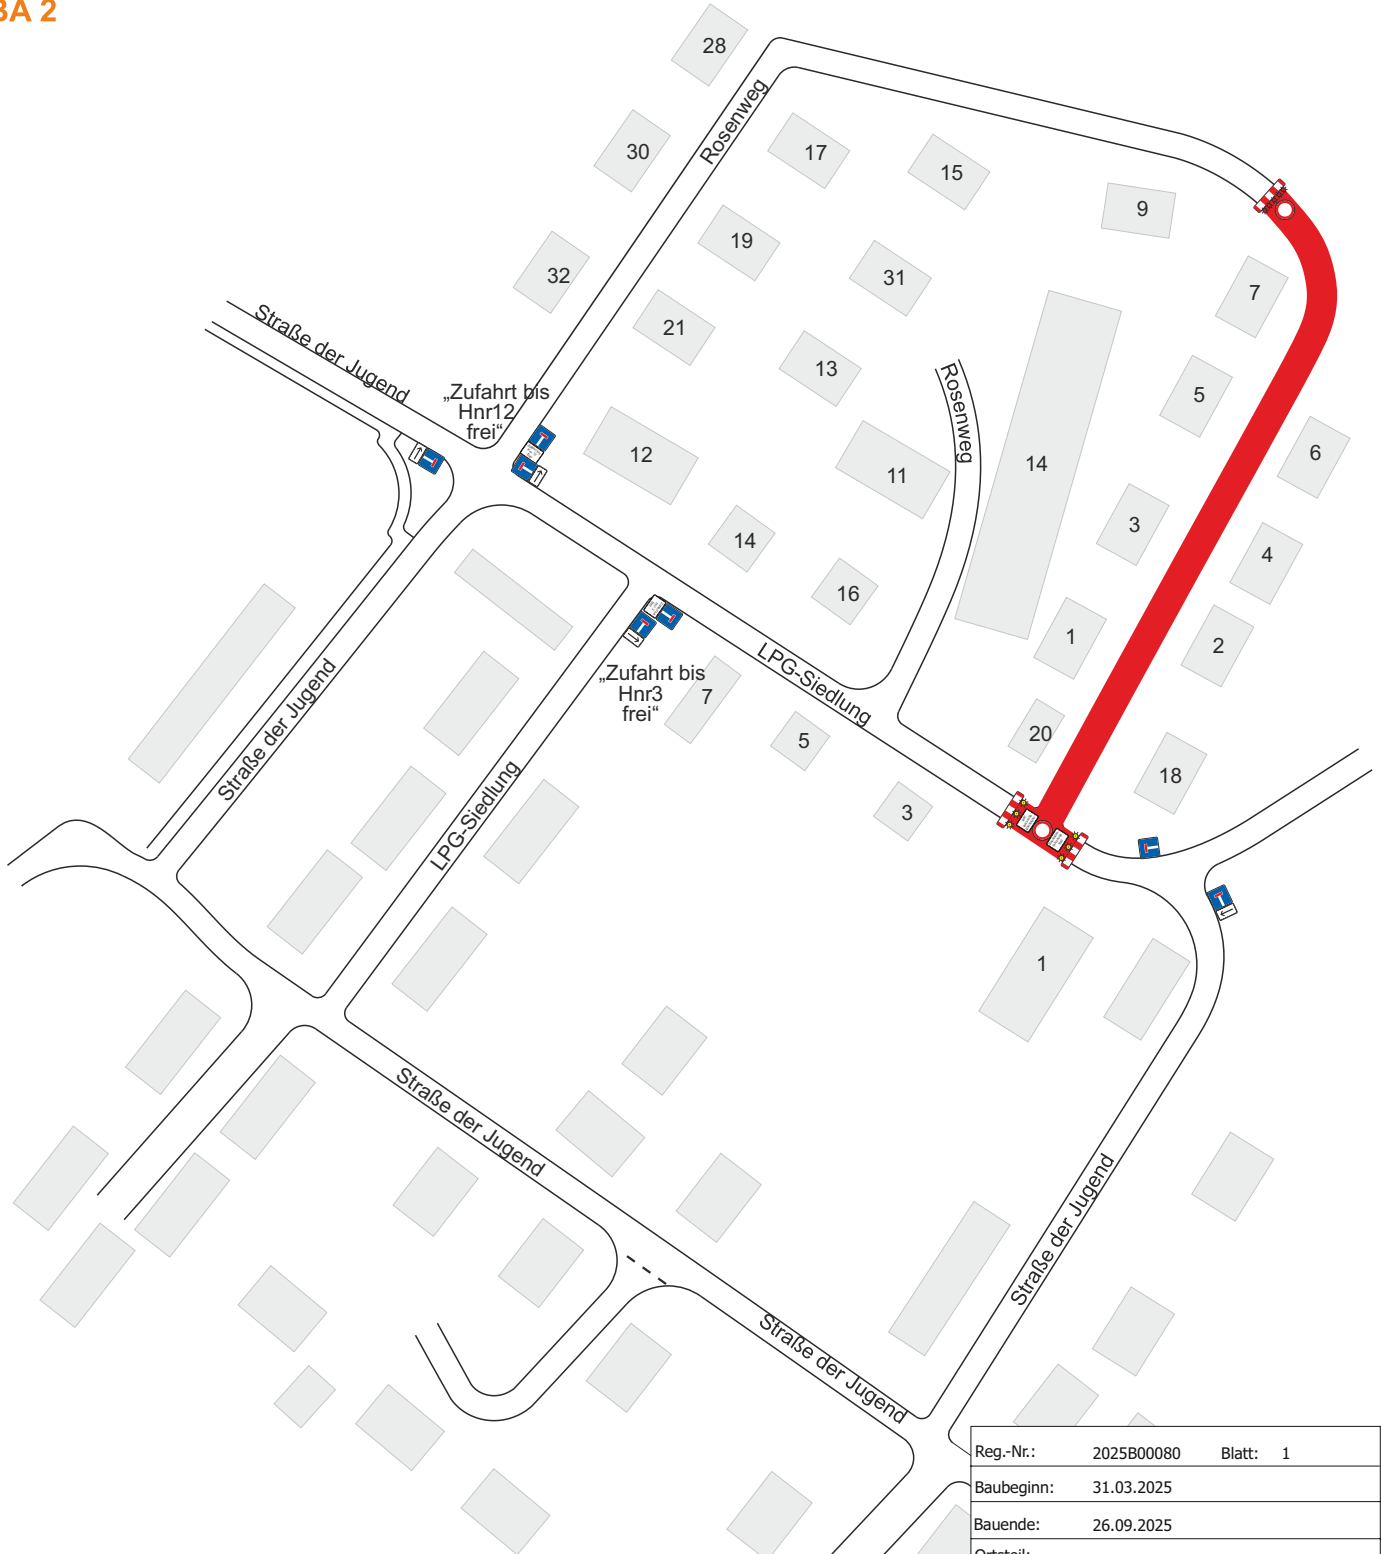 BA 2
28
Rosenweg
30
17
15
9
32
19
31
7
21
13
5
Straße der Jugend
„Zufahrt bis
Hnr12
frei“
Rosenweg
12
11
14
6
3
4
14
16
1
2
LPG-Siedlung
„Zufahrt bis
Hnr3
frei“
7
5
20
18
3
Straße der Jugend
LPG-Siedlung
1
Straße der Jugend
Straße der Jugend
Straße der Jugend
Reg.-Nr.: 2025B00080 Blatt: 1
Baubeginn: 31.03.2025
Bauende: 26.09.2025
Ortsteil: